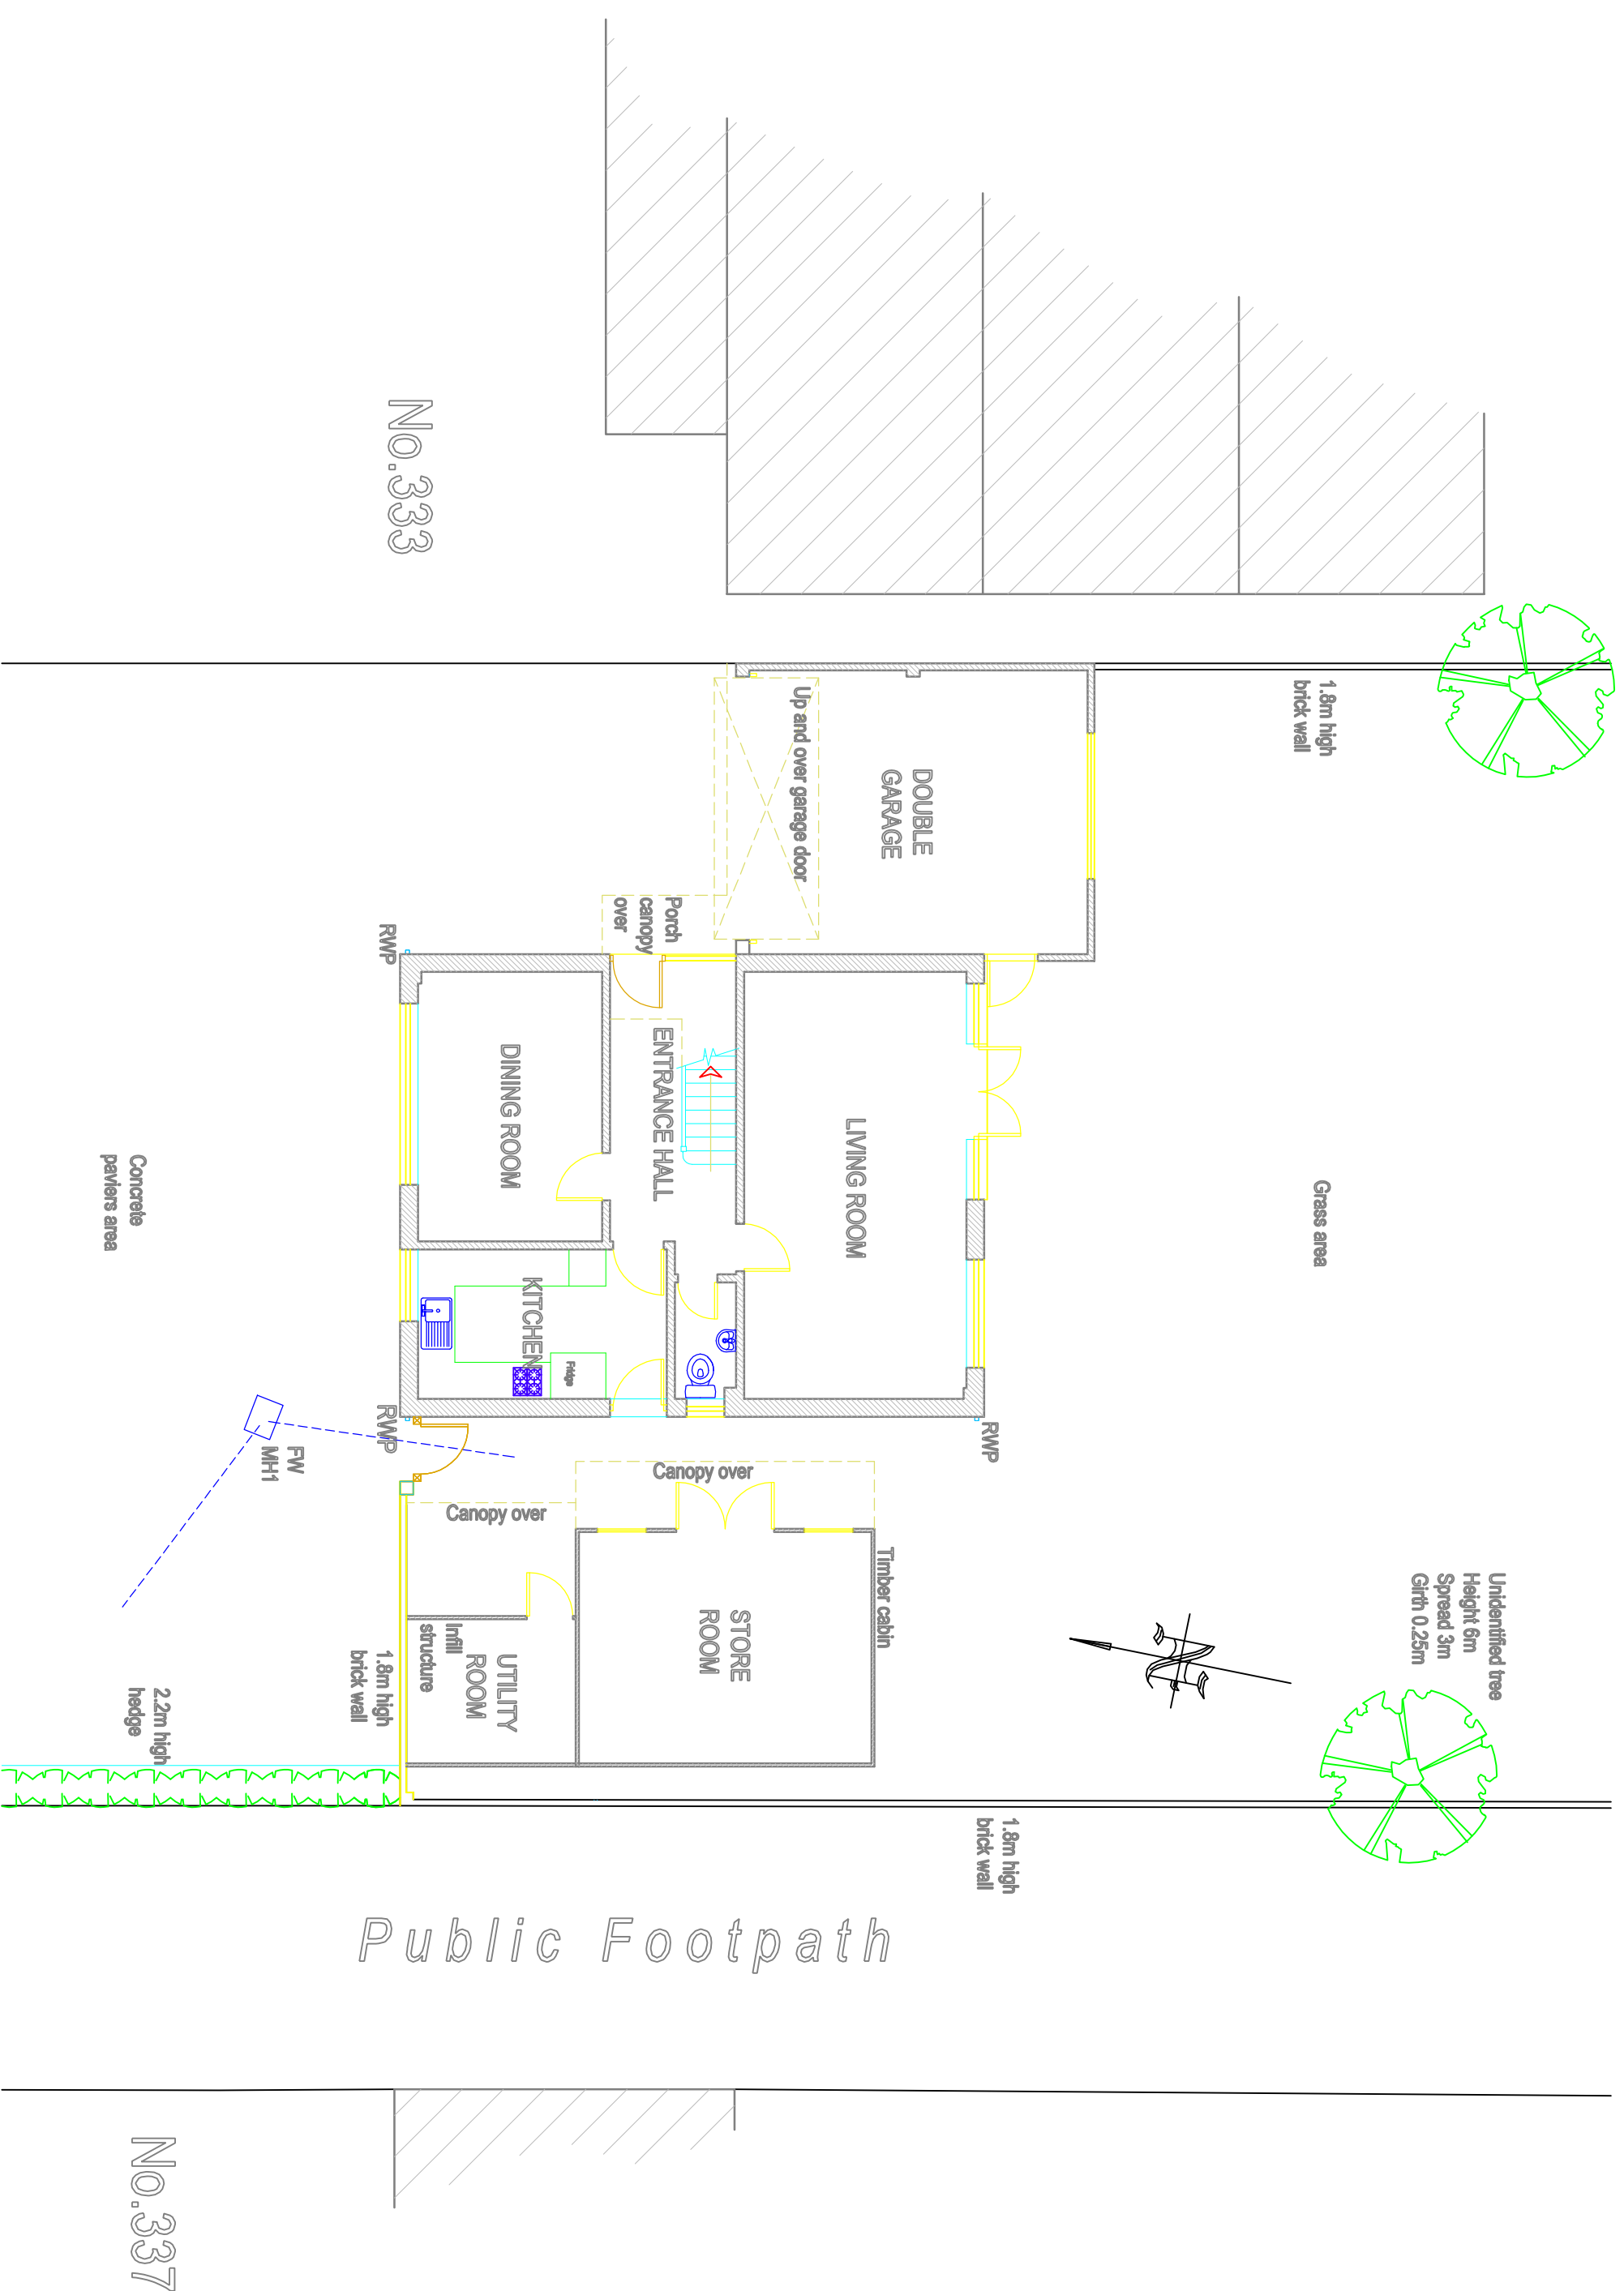 No.333
1.8m high
brick wall
Up and over garage door
DOUBLE
GARAGE
Porch
canopy
over
RWP
DINING ROOM
ENTRANCE HALL
LIVING ROOM
Grass area
Concrete
paviers area
KITCHEN
Fridge
RWP
RWP
FW
MH1
Canopy over
Canopy over
Timber cabin
STORE
ROOM
Infill
structure
UTILITY
ROOM
1.8m high
brick wall
2.2m high
hedge
Unidentified tree
Height 6m
Spread 3m
Girth 0.25m
N
1.8m high
brick wall
Public Footpath
No.337